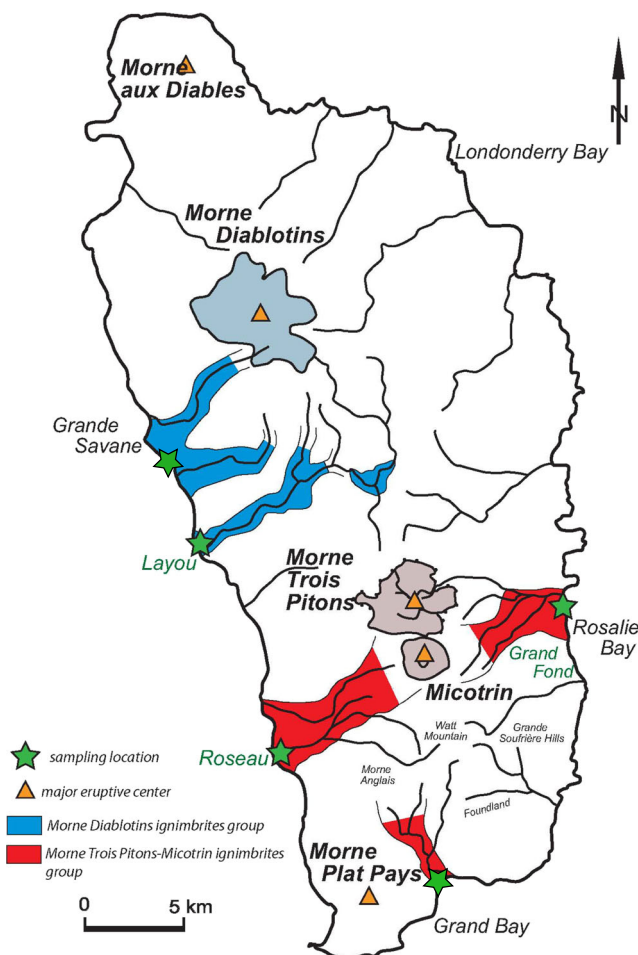 Morne
aux Diables
N
Londonderry Bay
Morne
Diablotins
Grande
Savane
Layou
Morne
Trois
Pitons
Rosalie
Bay
Grand
Fond
Micotrin
Roseau
Watt
Mountain
Grande
Soufrière Hills
Morne
Anglais
Foundland
Morne
Plat Pays
Grand Bay
sampling location
major eruptive center
Morne Diablotins ignimbrites group
Morne Trois Pitons-Micotrin ignimbrites
group
0 5 km